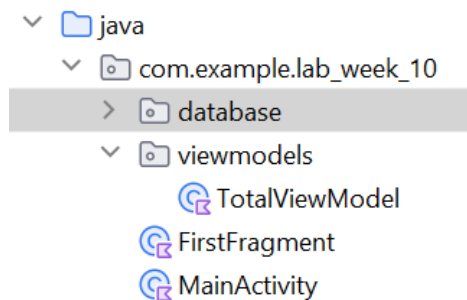 java
com.example.lab_week_10
database
viewmodels
TotalViewModel
FirstFragment
MainActivity